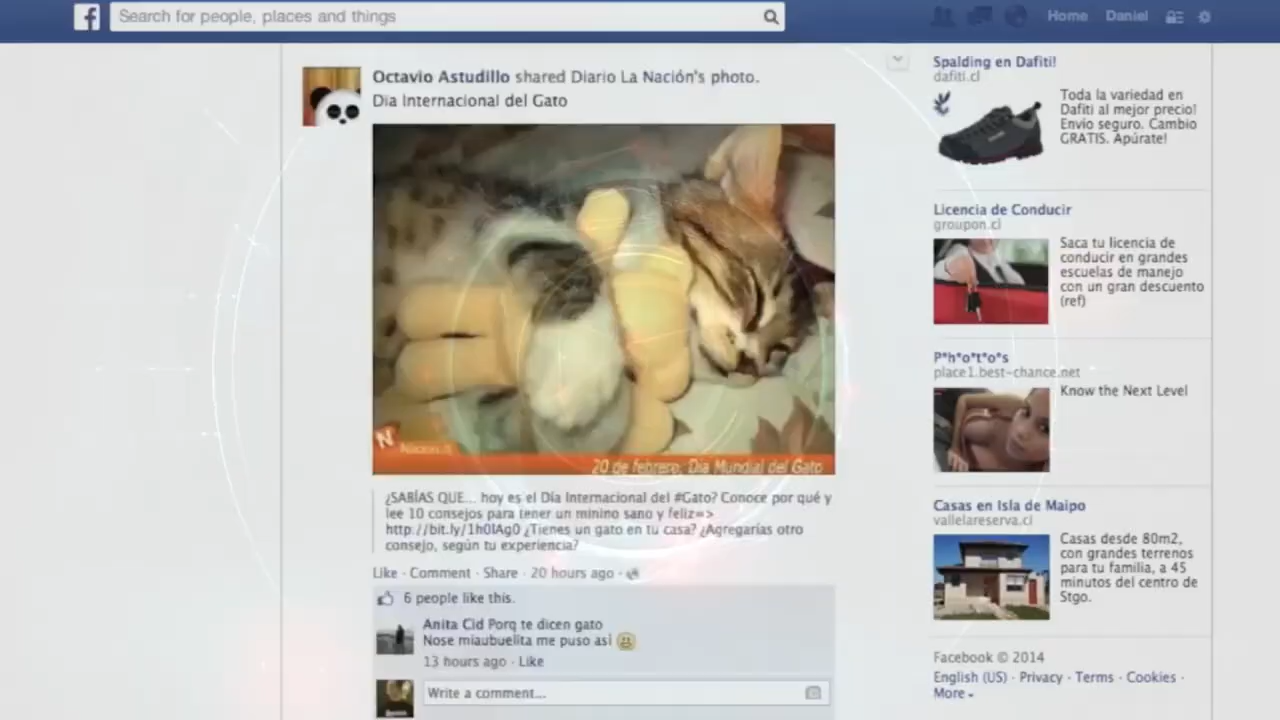 f
Search for people, places and things
Home
Daniel
Octavio Astudillo shared Diario La Nación's photo.
Dia Internacional del Gato
N
Nacion.cl
20 de febrero, Dia Mundial del Gato
¿SABÍAS QUE... hoy es el Día Internacional del #Gato? Conoce por qué y
lee 10 consejos para tener un minino sano y feliz=>
http://bit.ly/1h0lAg0 ¿Tienes un gato en tu casa? ¿Agregarías otro
consejo, según tu experiencia?
Like · Comment · Share · 20 hours ago ·
6 people like this.
Anita Cid Porq te dicen gato
Nose miaubuelita me puso asi
13 hours ago · Like
Write a comment...
Spalding en Dafiti!
dafiti.cl
Toda la variedad en
Dafiti al mejor precio!
Envío seguro. Cambio
GRATIS. Apúrate!
Licencia de Conducir
groupon.cl
Saca tu licencia de
conducir en grandes
escuelas de manejo
con un gran descuento
(ref)
P*h*o*t*o*s
place1.best-chance.net
Know the Next Level
Casas en Isla de Maipo
vallelareserva.cl
Casas desde 80m2,
con grandes terrenos
para tu familia, a 45
minutos del centro de
Stgo.
Facebook © 2014
English (US) · Privacy · Terms · Cookies ·
More